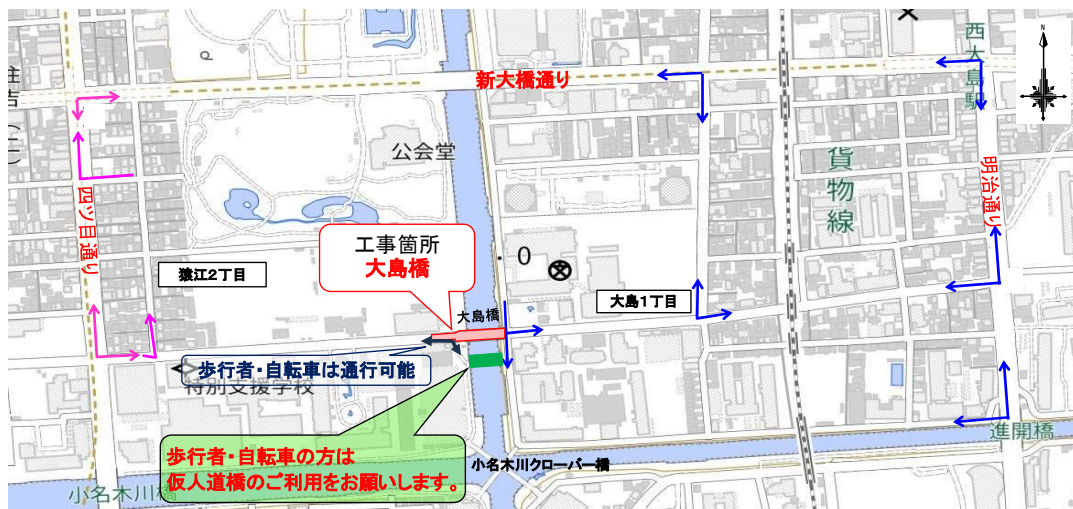 新大橋通り
西大島駅
住吉(二)
公会堂
貨物線
明治通り
四ツ目通り
工事箇所
大島橋
0
猿江2丁目
大島1丁目
大島橋
歩行者・自転車は通行可能
特別支援学校
歩行者・自転車の方は
仮人道橋のご利用をお願いします。
小名木川クローバー橋
進開橋
小名木川橋